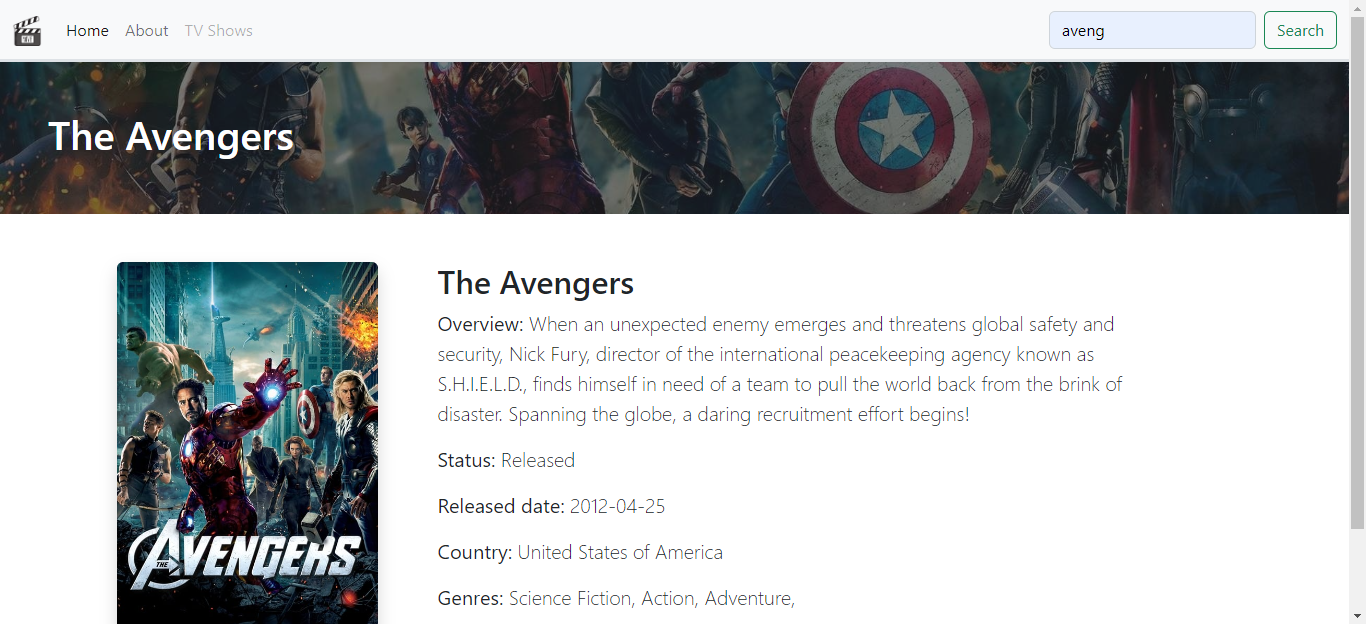 Home About TV Shows
aveng
Search
The Avengers
The Avengers
Overview: When an unexpected enemy emerges and threatens global safety and
security, Nick Fury, director of the international peacekeeping agency known as
S.H.I.E.L.D., finds himself in need of a team to pull the world back from the brink of
disaster. Spanning the globe, a daring recruitment effort begins!
Status: Released
Released date: 2012-04-25
Country: United States of America
Genres: Science Fiction, Action, Adventure,
THE AVENGERS